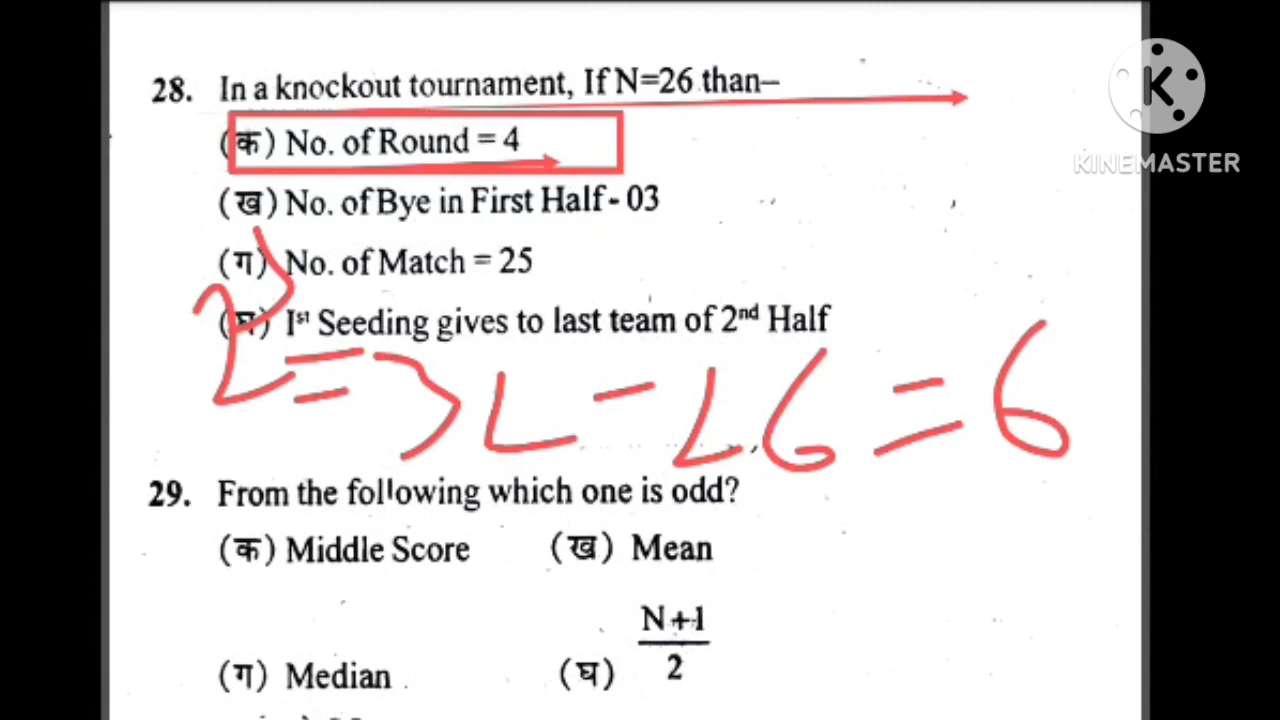 28. In a knockout tournament, If N=26 than–
(क) No. of Round = 4
(ख) No. of Bye in First Half - 03
(ग) No. of Match = 25
(घ) Iˢᵗ Seeding gives to last team of 2ⁿᵈ Half
2⁵ = 32 - 26 = 6
29. From the following which one is odd?
(क) Middle Score (ख) Mean
(ग) Median (घ) N+1
2
K
KINEMASTER